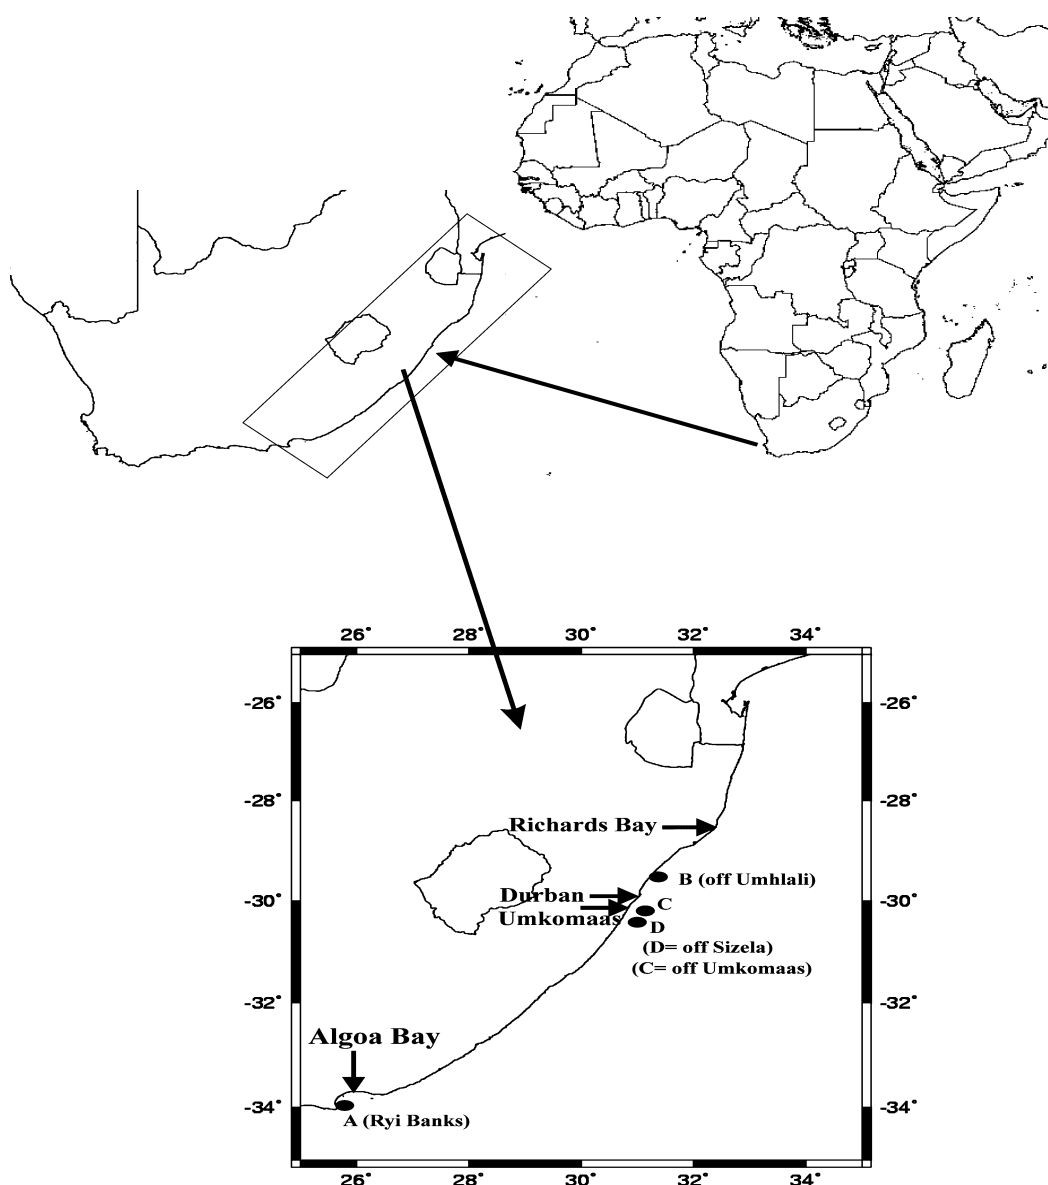 26° 28° 30° 32° 34°
-26° -26°
-28° -28°
Richards Bay
B (off Umhlali)
Durban
-30° -30°
C
Umkomaas
D
(D= off Sizela)
(C= off Umkomaas)
-32° -32°
Algoa Bay
-34° -34°
A (Ryi Banks)
26° 28° 30° 32° 34°